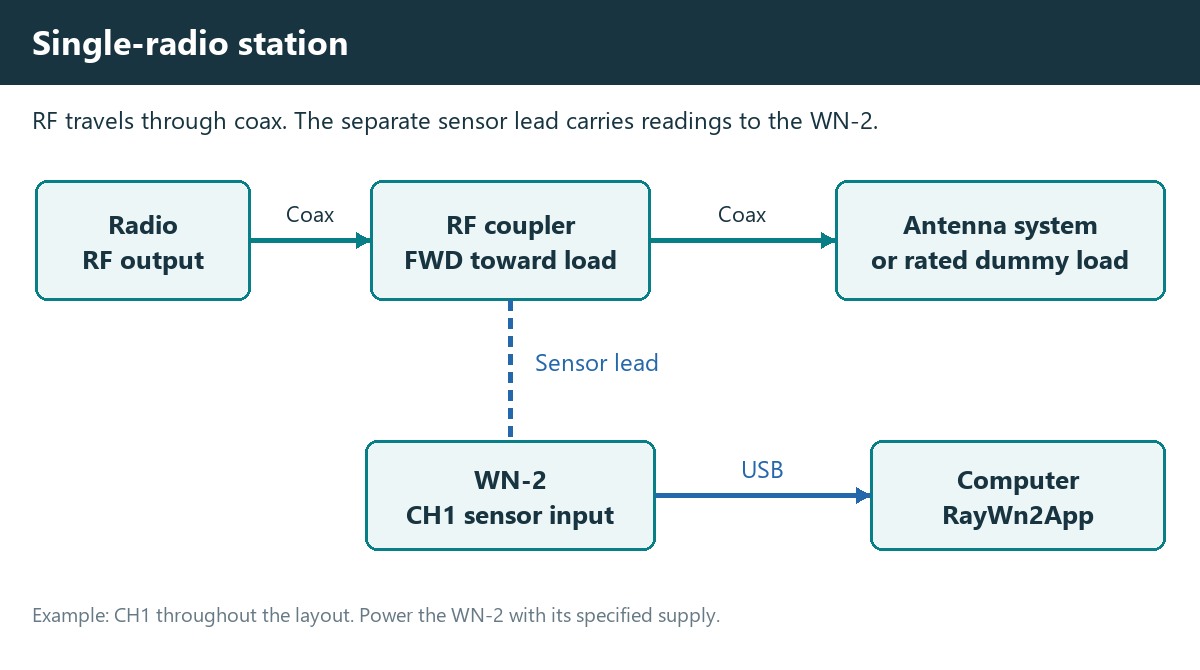 Single-radio station
RF travels through coax. The separate sensor lead carries readings to the WN-2.
Radio
RF output
Coax
RF coupler
FWD toward load
Coax
Antenna system
or rated dummy load
Sensor lead
WN-2
CH1 sensor input
USB
Computer
RayWn2App
Example: CH1 throughout the layout. Power the WN-2 with its specified supply.